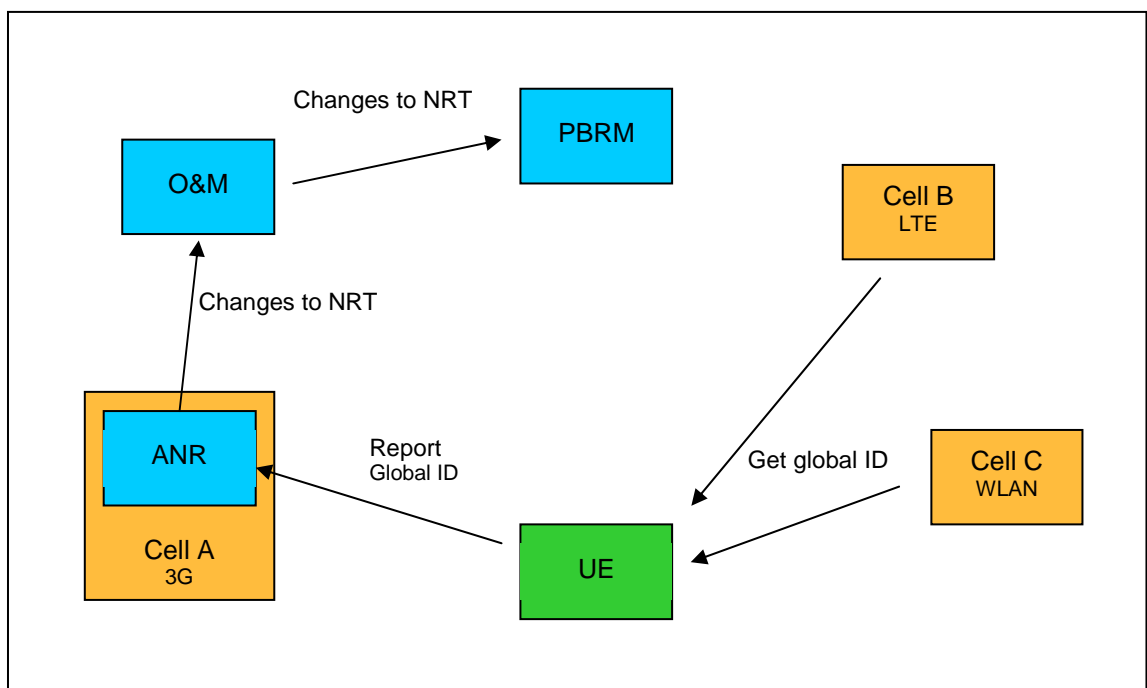 Changes to NRT
PBRM
O&M
Cell B
LTE
Changes to NRT
ANR
Report
Global ID
Get global ID
Cell C
WLAN
Cell A
3G
UE